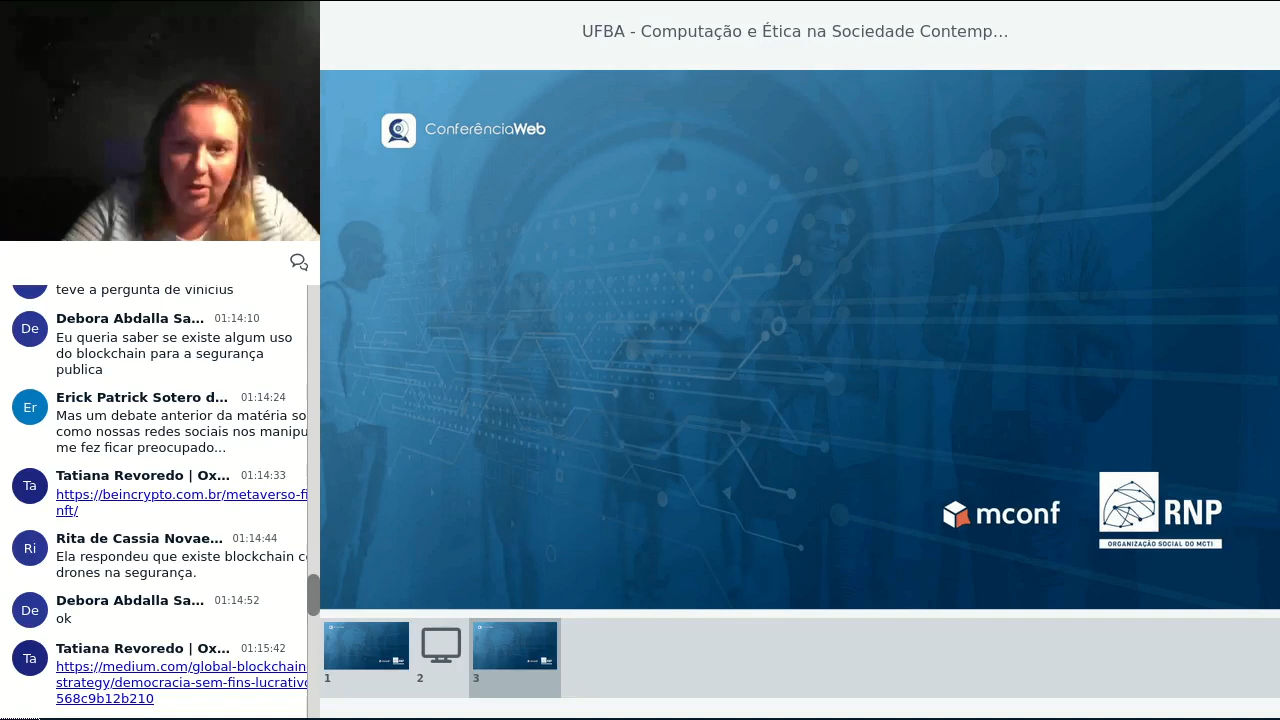 UFBA - Computação e Ética na Sociedade Contemp...
ConferênciaWeb
mconf
RNP
ORGANIZAÇÃO SOCIAL DO MCTI
teve a pergunta de vinicius
De
Debora Abdalla Sa... 01:14:10
Eu queria saber se existe algum uso
do blockchain para a segurança
publica
Er
Erick Patrick Sotero d... 01:14:24
Mas um debate anterior da matéria so
como nossas redes sociais nos manipu
me fez ficar preocupado...
Ta
Tatiana Revoredo | Ox... 01:14:33
https://beincrypto.com.br/metaverso-fi
nft/
Ri
Rita de Cassia Novae... 01:14:44
Ela respondeu que existe blockchain c
drones na segurança.
De
Debora Abdalla Sa... 01:14:52
ok
Ta
Tatiana Revoredo | Ox... 01:15:42
https://medium.com/global-blockchain
strategy/democracia-sem-fins-lucrativo
568c9b12b210
1
2
3